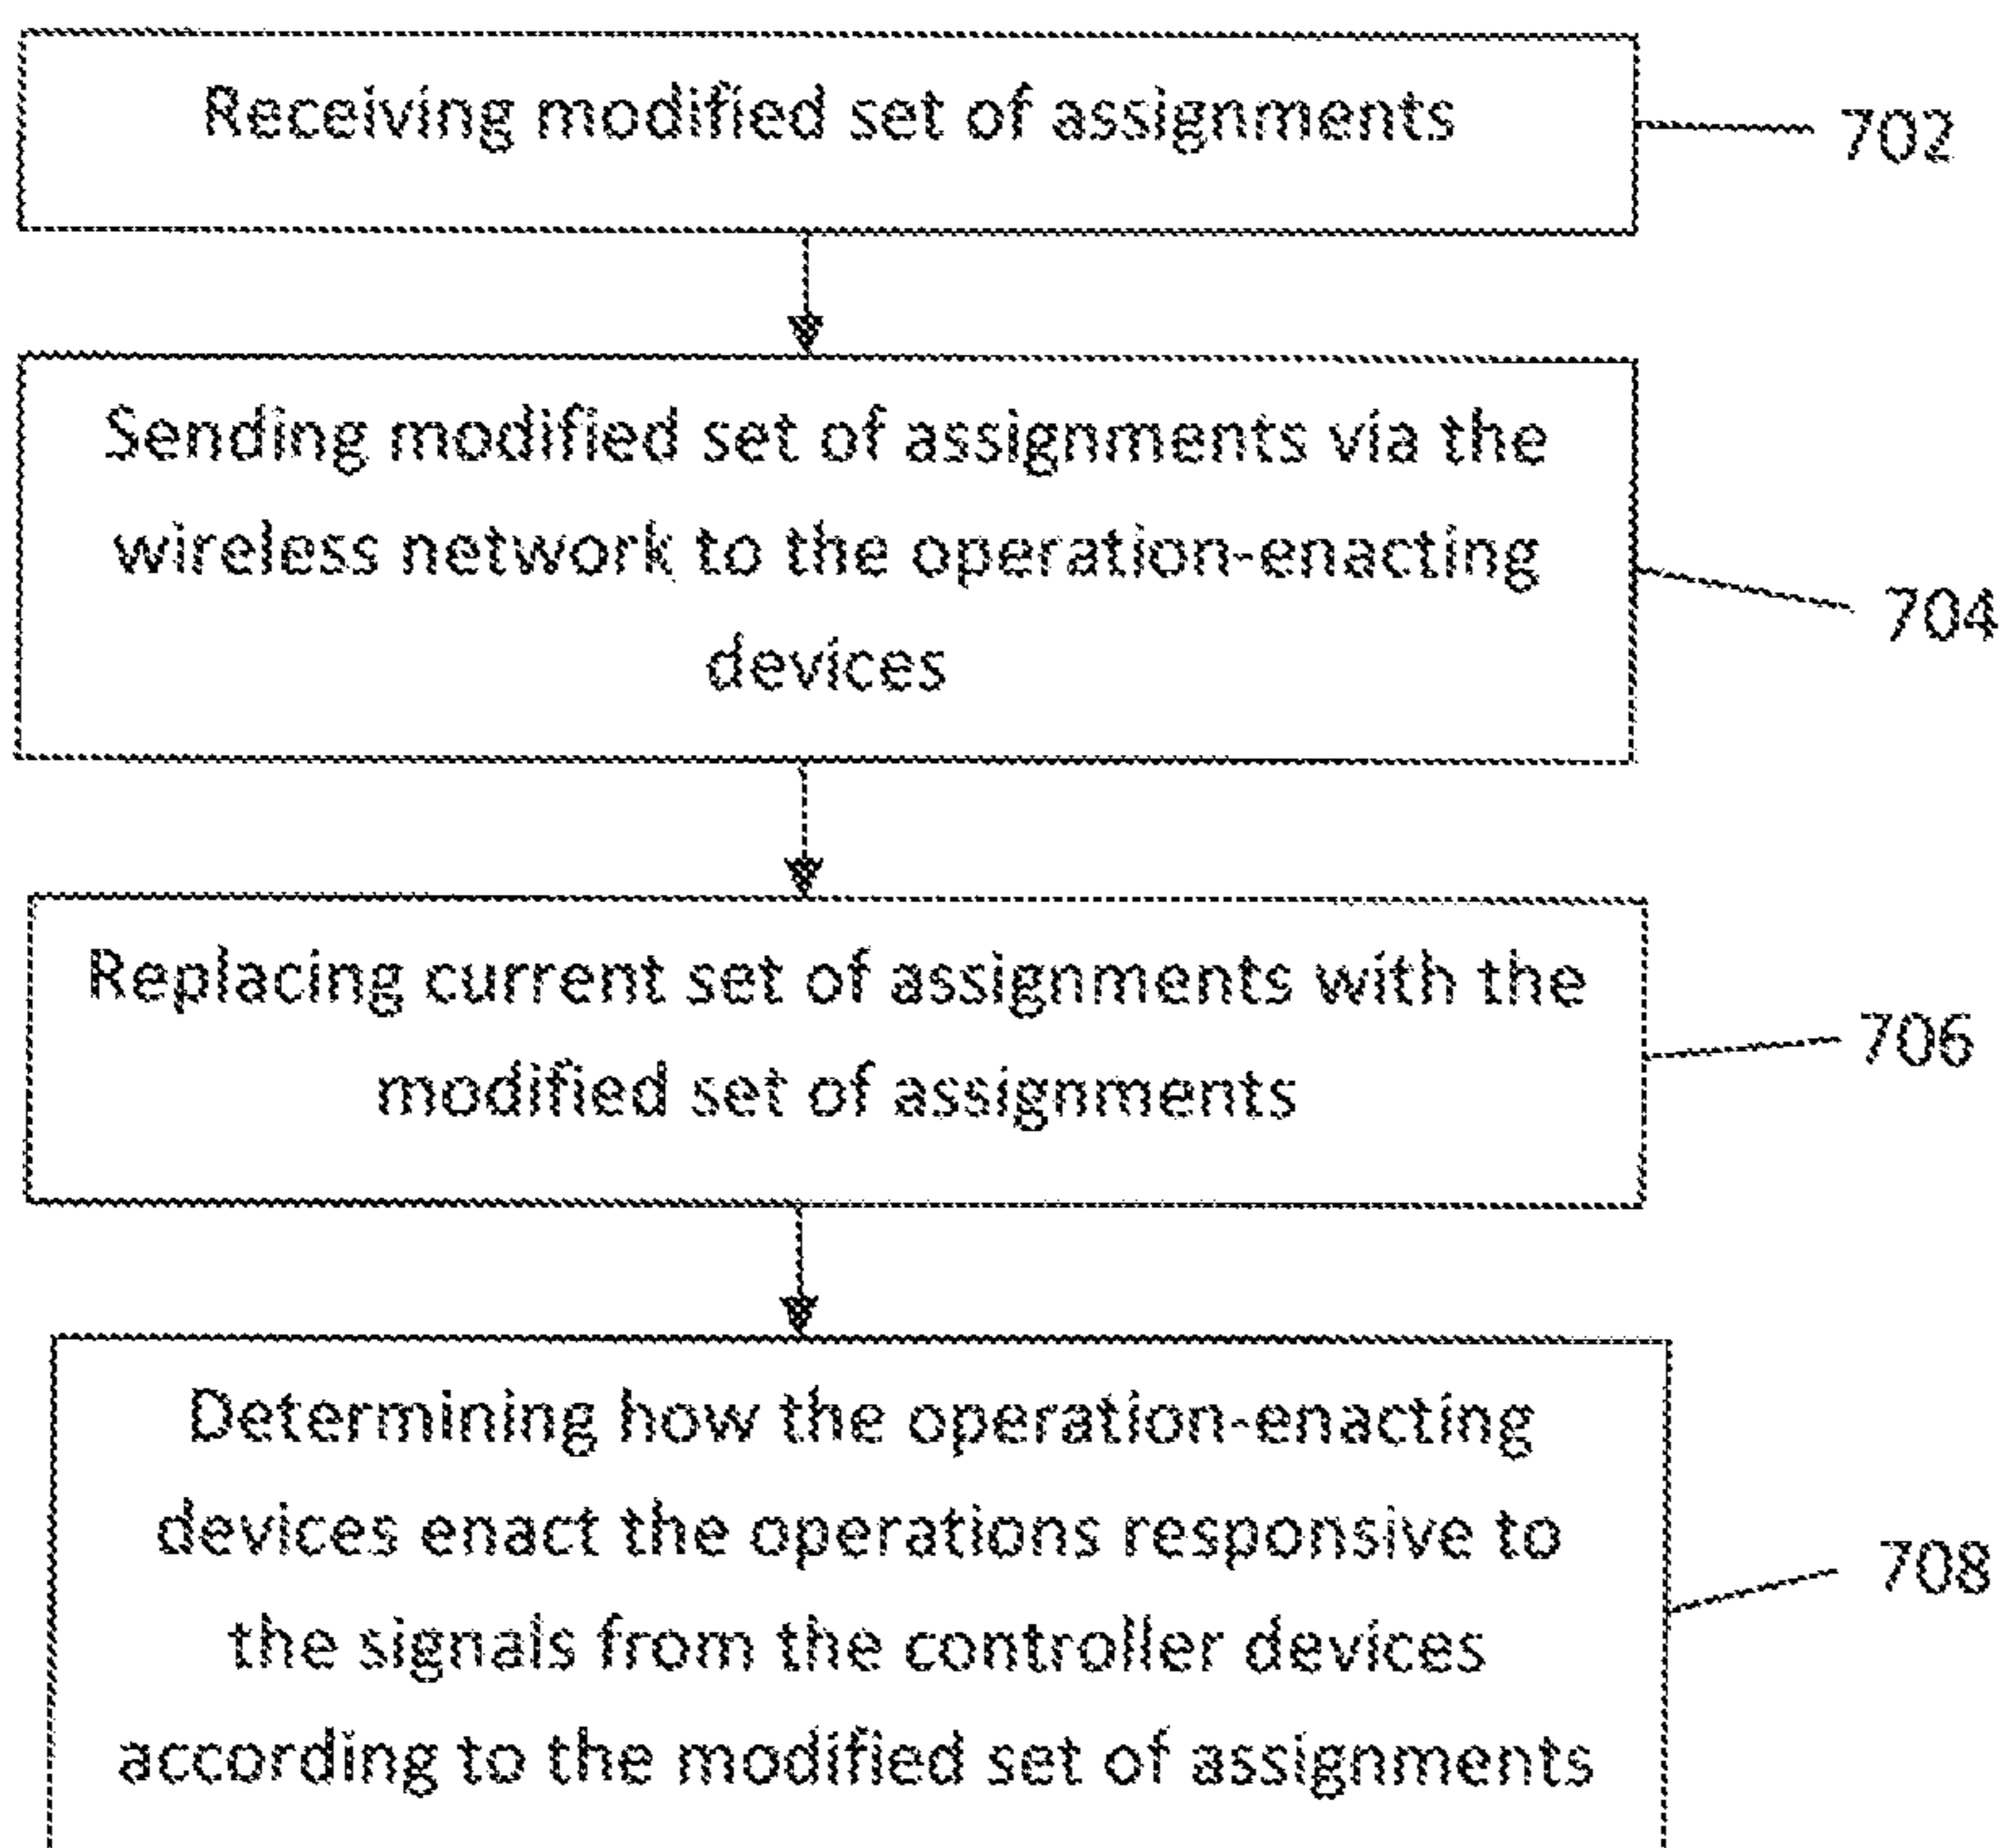 Receiving modified set of assignments
702
Sending modified set of assignments via the
wireless network to the operation-enacting
devices
704
Replacing current set of assignments with the
modified set of assignments
706
Determining how the operation-enacting
devices enact the operations responsive to
the signals from the controller devices
according to the modified set of assignments
708